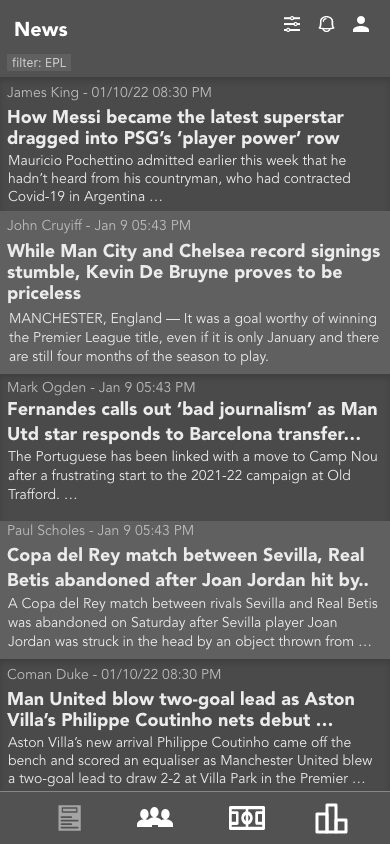 News
filter: EPL
James King - 01/10/22 08:30 PM
How Messi became the latest superstar
dragged into PSG’s ‘player power’ row
Mauricio Pochettino admitted earlier this week that he
hadn’t heard from his countryman, who had contracted
Covid-19 in Argentina …
John Cruyiff - Jan 9 05:43 PM
While Man City and Chelsea record signings
stumble, Kevin De Bruyne proves to be
priceless
MANCHESTER, England — It was a goal worthy of winning
the Premier League title, even if it is only January and there
are still four months of the season to play.
Mark Ogden - Jan 9 05:43 PM
Fernandes calls out ‘bad journalism’ as Man
Utd star responds to Barcelona transfer...
The Portuguese has been linked with a move to Camp Nou
after a frustrating start to the 2021-22 campaign at Old
Trafford. …
Paul Scholes - Jan 9 05:43 PM
Copa del Rey match between Sevilla, Real
Betis abandoned after Joan Jordan hit by..
A Copa del Rey match between rivals Sevilla and Real Betis
was abandoned on Saturday after Sevilla player Joan
Jordan was struck in the head by an object thrown from …
Coman Duke - 01/10/22 08:30 PM
Man United blow two-goal lead as Aston
Villa’s Philippe Coutinho nets debut …
Aston Villa’s new arrival Philippe Coutinho came off the
bench and scored an equaliser as Manchester United blew
a two-goal lead to draw 2-2 at Villa Park in the Premier …